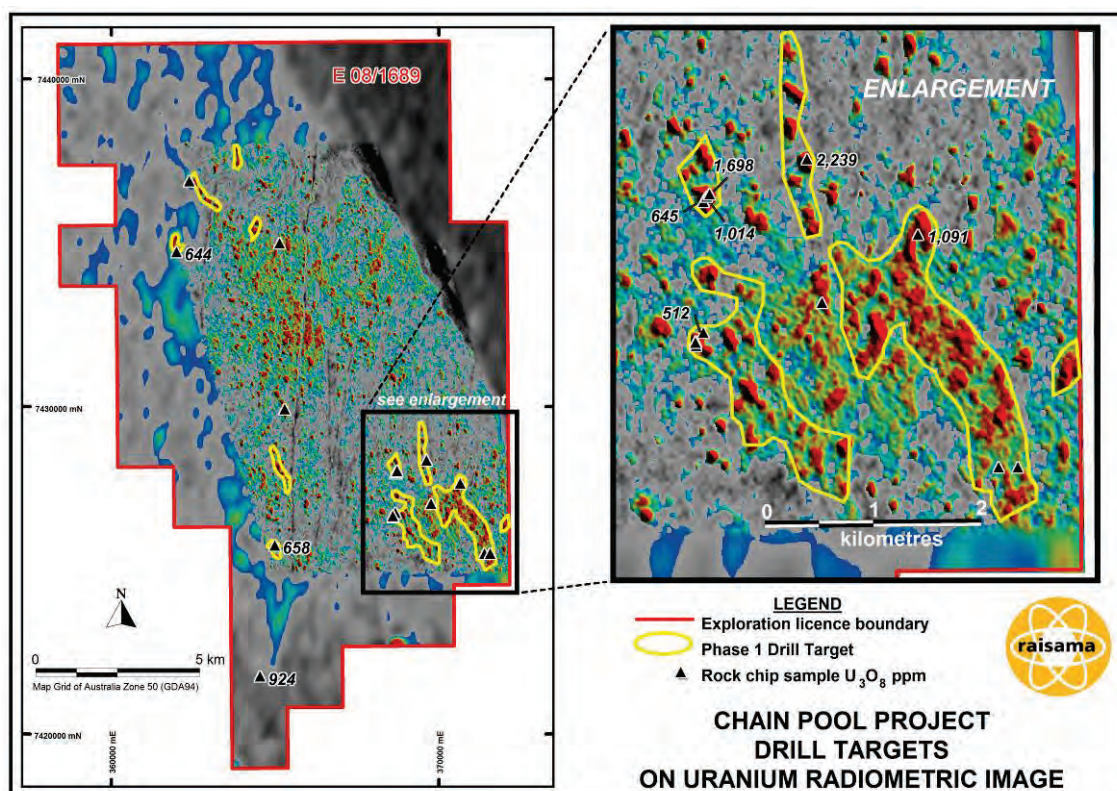 E 08/1689
7440000 mN
644
7430000 mN
see enlargement
658
N
0 5 km
Map Grid of Australia Zone 50 (GDA94)
924
7420000 mN
360000 mE
370000 mE
ENLARGEMENT
1,698
2,239
645
1,014
1,091
512
0 1 2
kilometres
LEGEND
Exploration licence boundary
Phase 1 Drill Target
Rock chip sample U₃O₈ ppm
raisama
CHAIN POOL PROJECT
DRILL TARGETS
ON URANIUM RADIOMETRIC IMAGE